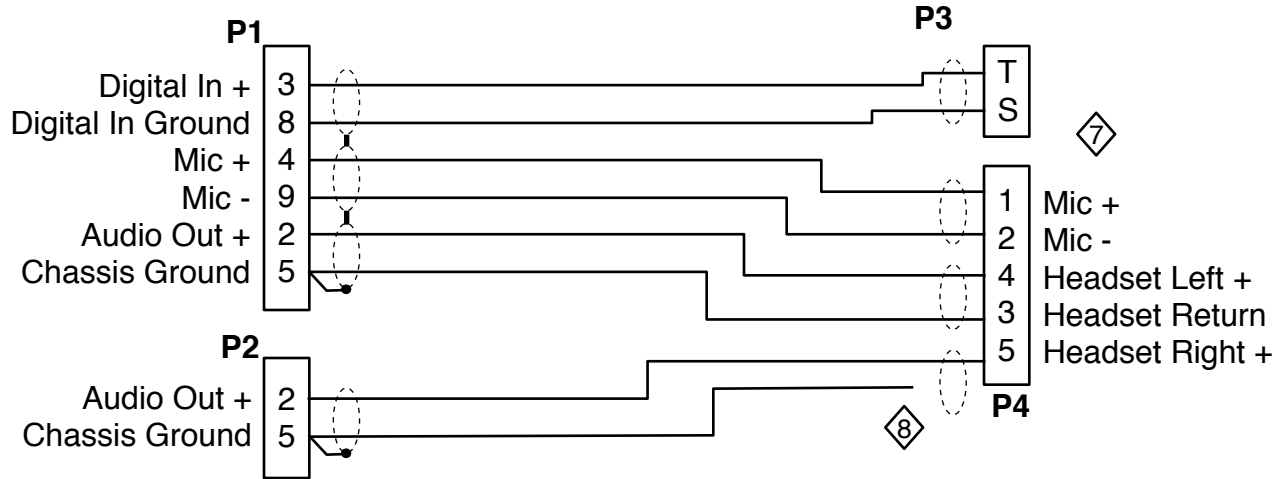 P1
P3
Digital In + 3
T
Digital In Ground 8
S
7
Mic + 4
Mic - 9
1 Mic +
Audio Out + 2
2 Mic -
Chassis Ground 5
4 Headset Left +
3 Headset Return
P2
5 Headset Right +
Audio Out + 2
P4
Chassis Ground 5
8